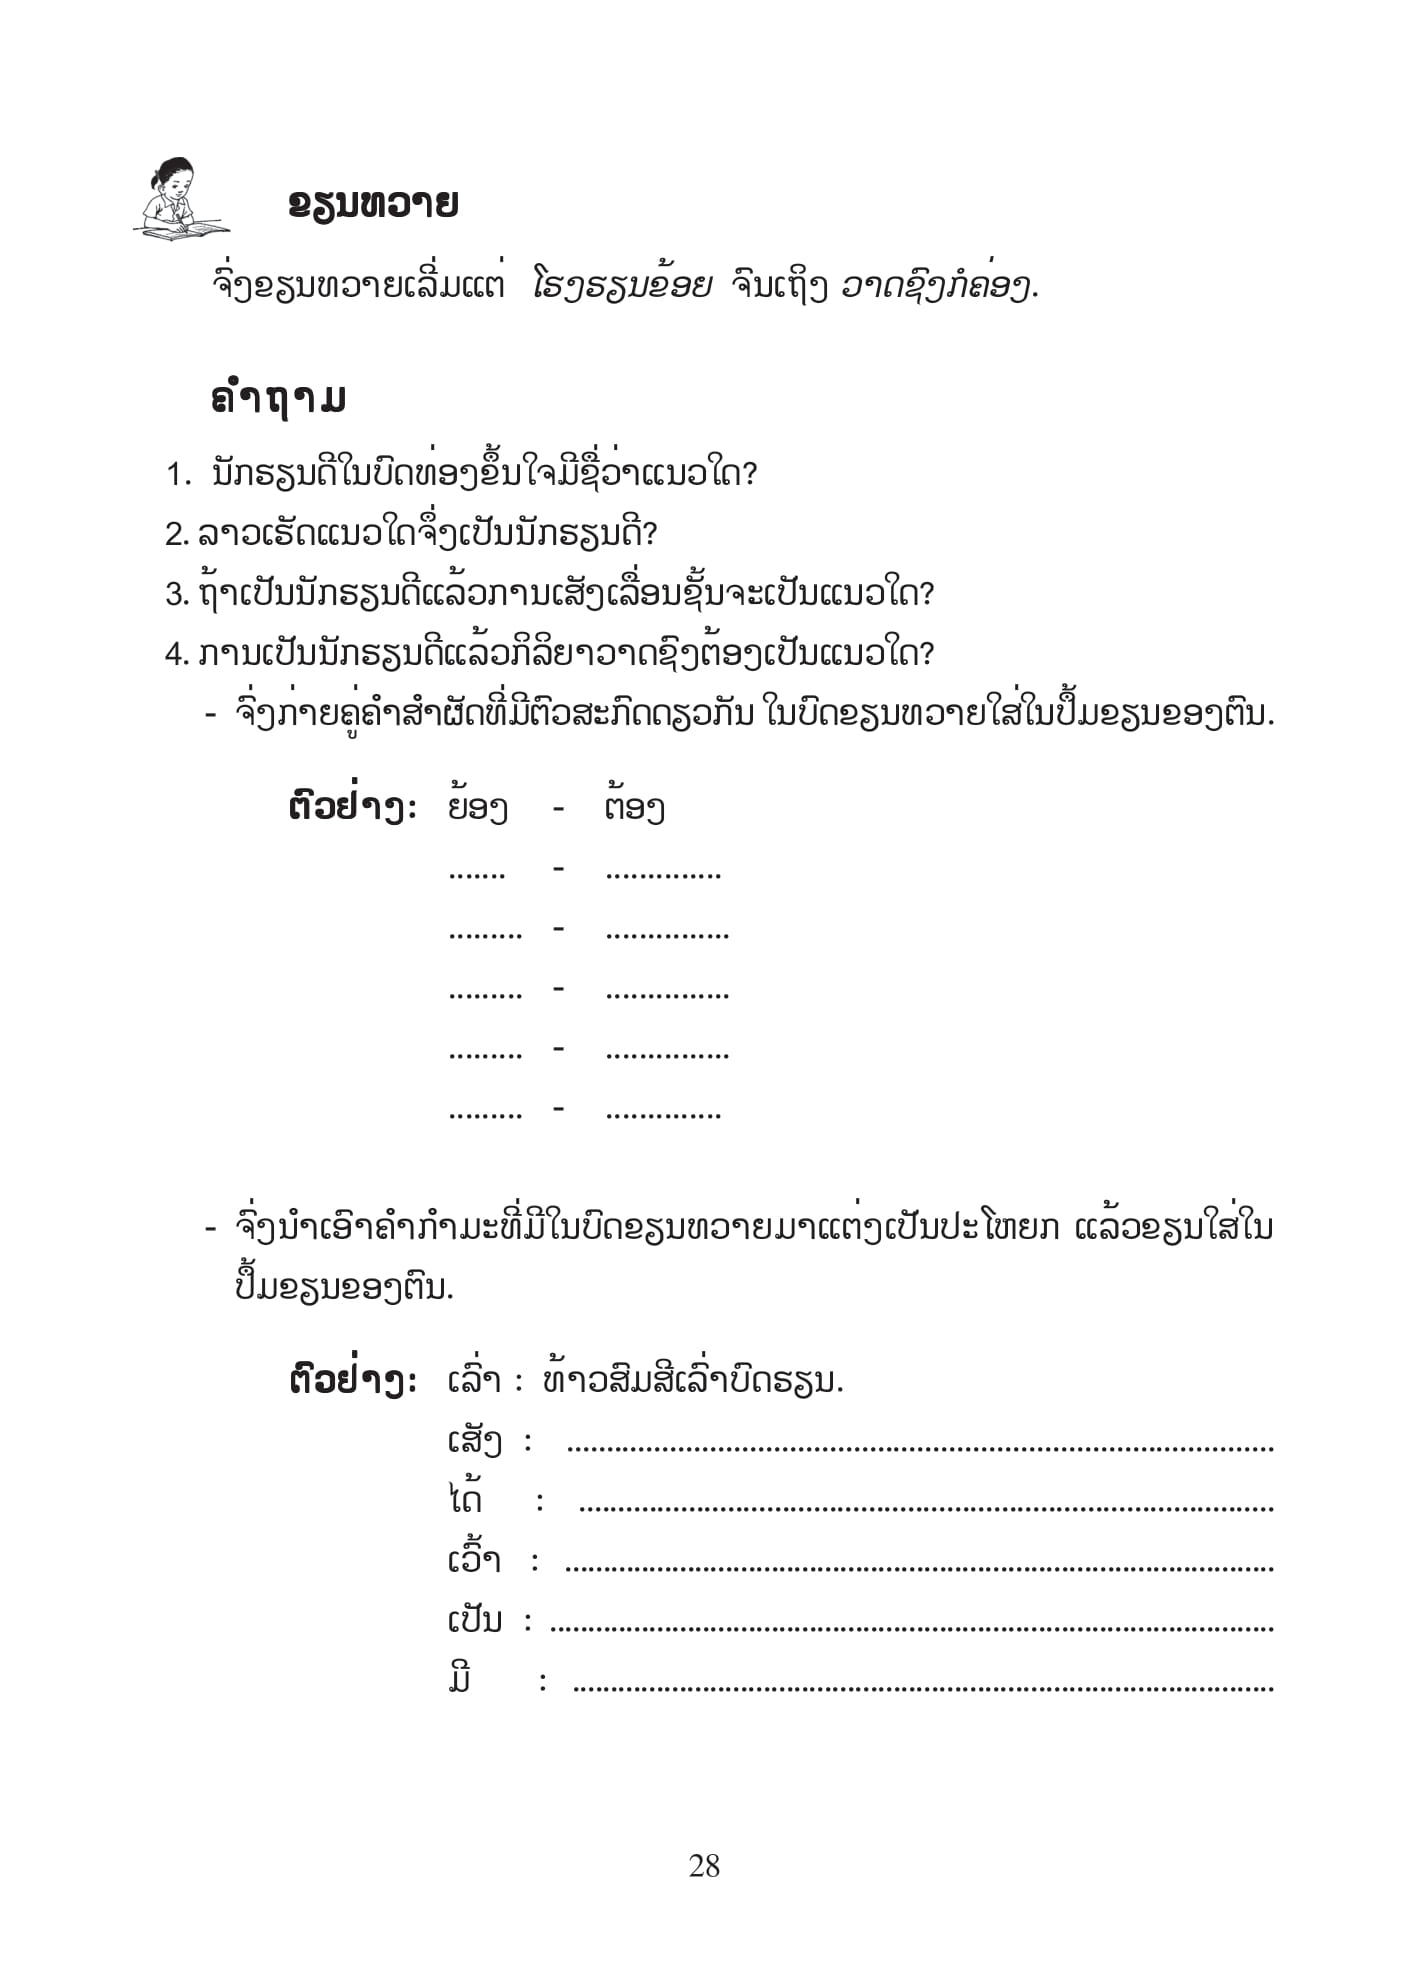 ຂຽນທວາຍ
ຈົ່ງຂຽນທວາຍເລີ່ມແຕ່ ໂຮງຮຽນຂ້ອຍ ຈົນເຖິງ ວາດຊົງກໍຄ່ອງ.
ຄຳຖາມ
1. ນັກຮຽນດີໃນບົດທ່ອງຂຶ້ນໃຈມີຊື່ວ່າແນວໃດ?
2. ລາວເຮັດແນວໃດຈຶ່ງເປັນນັກຮຽນດີ?
3. ຖ້າເປັນນັກຮຽນດີແລ້ວການເສັງເລື່ອນຊັ້ນຈະເປັນແນວໃດ?
4. ການເປັນນັກຮຽນດີແລ້ວກິລິຍາວາດຊົງຕ້ອງເປັນແນວໃດ?
- ຈົ່ງກ່າຍຄູ່ຄຳສຳຜັດທີ່ມີຕົວສະກົດດຽວກັນ ໃນບົດຂຽນທວາຍໃສ່ໃນປຶ້ມຂຽນຂອງຕົນ.
ຕົວຢ່າງ: ຍ້ອງ - ຕ້ອງ
....... - ..............
......... - ...............
......... - ...............
......... - ...............
......... - ..............
- ຈົ່ງນຳເອົາຄຳກຳມະທີ່ມີໃນບົດຂຽນທວາຍມາແຕ່ງເປັນປະໂຫຍກ ແລ້ວຂຽນໃສ່ໃນ
ປຶ້ມຂຽນຂອງຕົນ.
ຕົວຢ່າງ: ເລົ່າ : ທ້າວສົມສີເລົ່າບົດຮຽນ.
ເສັງ : ......................................................................................
ໄດ້ : .....................................................................................
ເວົ້າ : ......................................................................................
ເປັນ : ........................................................................................
ມີ : .....................................................................................
28